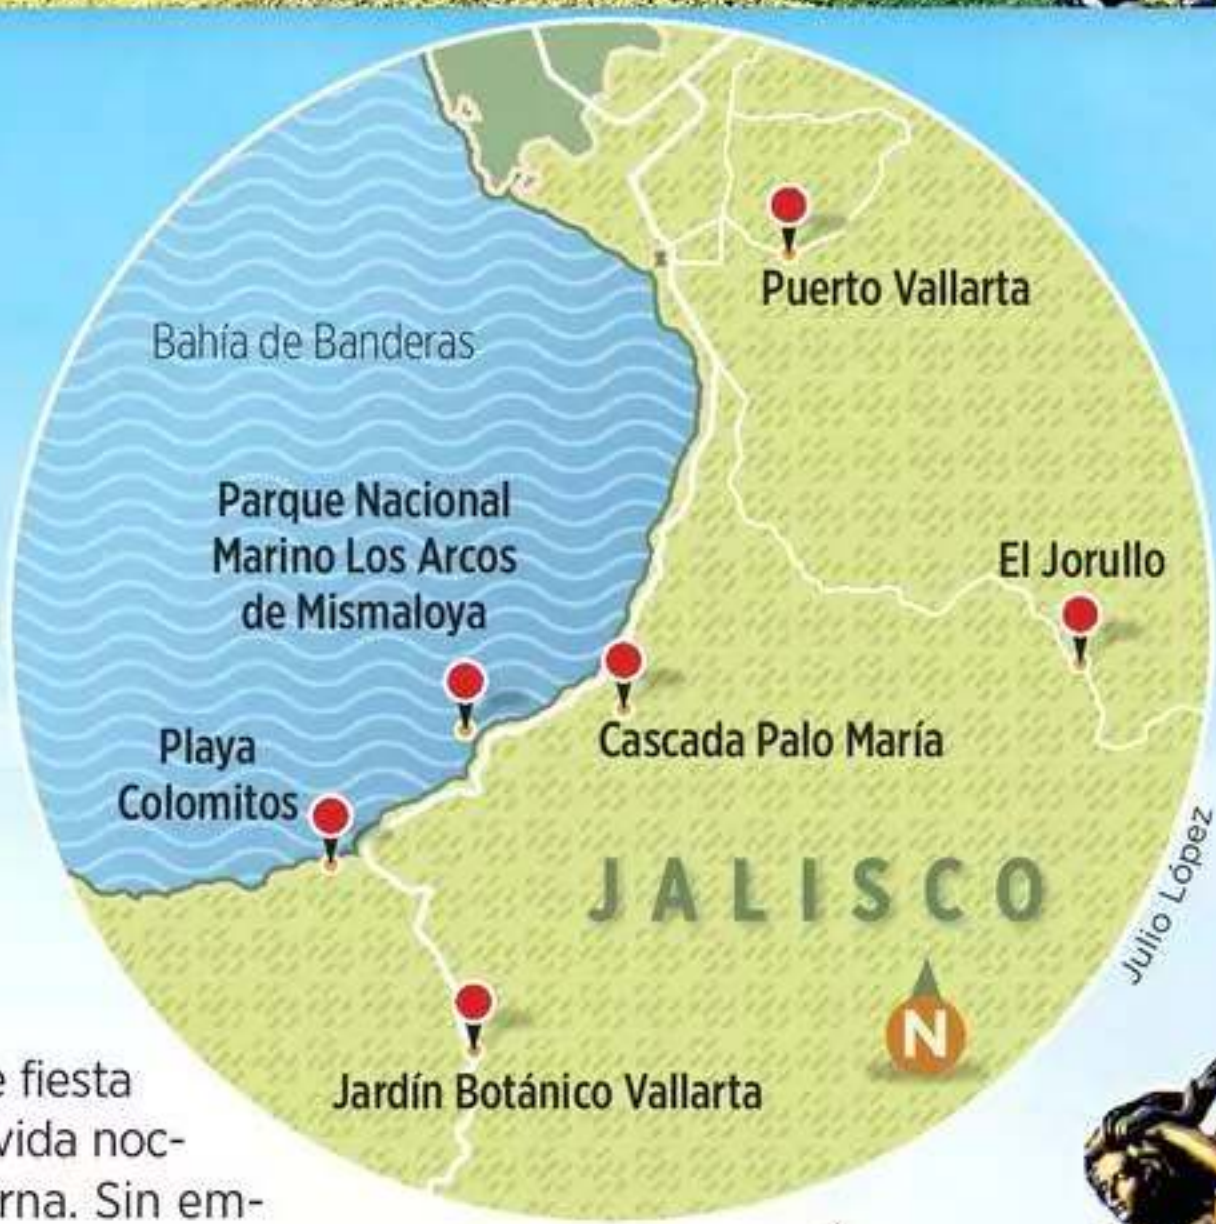 Puerto Vallarta
Bahía de Banderas
Parque Nacional
Marino Los Arcos
de Mismaloya
El Jorullo
Cascada Palo María
Playa
Colomitos
JALISCO
Julio López
N
Jardín Botánico Vallarta
e fiesta
vida noc-
rna. Sin em-